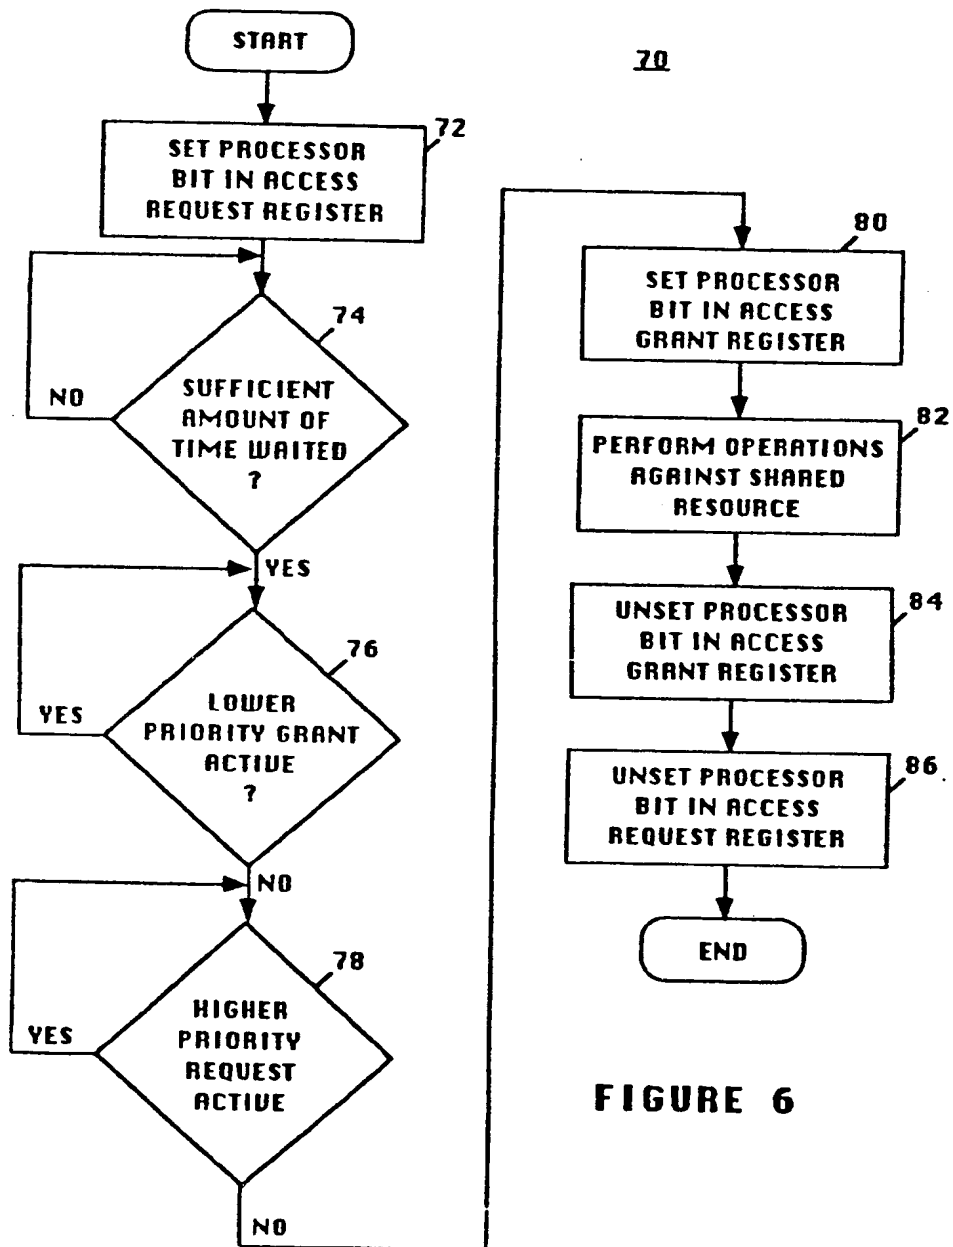 START
70
72
SET PROCESSOR
BIT IN ACCESS
REQUEST REGISTER
74
SUFFICIENT
AMOUNT OF
TIME WAITED
?
NO
YES
76
LOWER
PRIORITY GRANT
ACTIVE
?
YES
NO
78
HIGHER
PRIORITY
REQUEST
ACTIVE
YES
NO
80
SET PROCESSOR
BIT IN ACCESS
GRANT REGISTER
82
PERFORM OPERATIONS
AGAINST SHARED
RESOURCE
84
UNSET PROCESSOR
BIT IN ACCESS
GRANT REGISTER
86
UNSET PROCESSOR
BIT IN ACCESS
REQUEST REGISTER
END
FIGURE 6